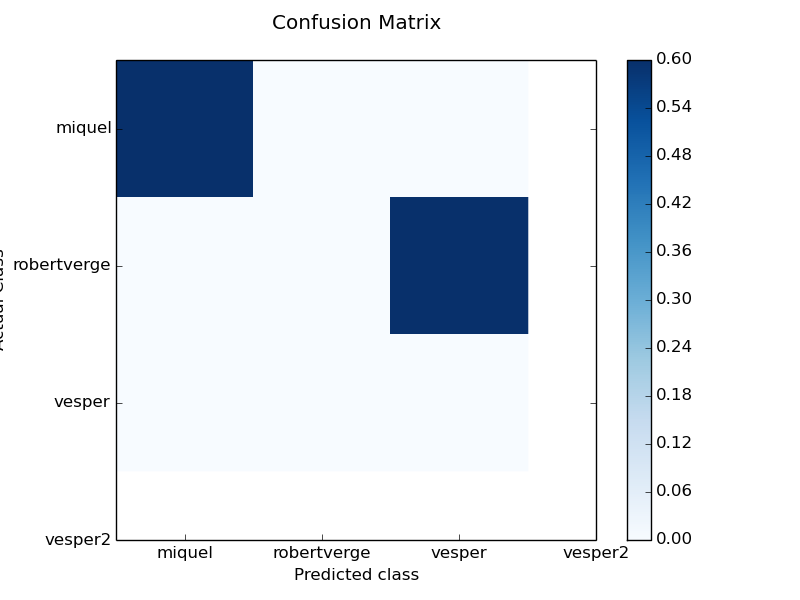 Confusion Matrix
miquel
robertverge
vesper
vesper2
miquel
robertverge
vesper
vesper2
Predicted class
0.60
0.54
0.48
0.42
0.36
0.30
0.24
0.18
0.12
0.06
0.00